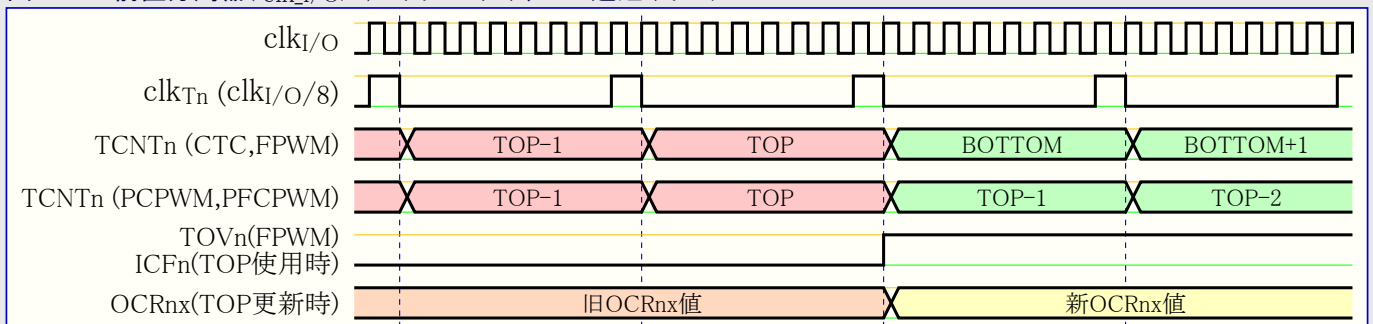 clkI/O
clkTn (clkI/O/8)
TCNTn (CTC,FPWM) TOP-1 TOP BOTTOM BOTTOM+1
TCNTn (PCPWM,PFCPWM) TOP-1 TOP TOP-1 TOP-2
TOVn(FPWM)
ICFn(TOP使用時)
OCRnx(TOP更新時) 旧OCRnx値 新OCRnx値